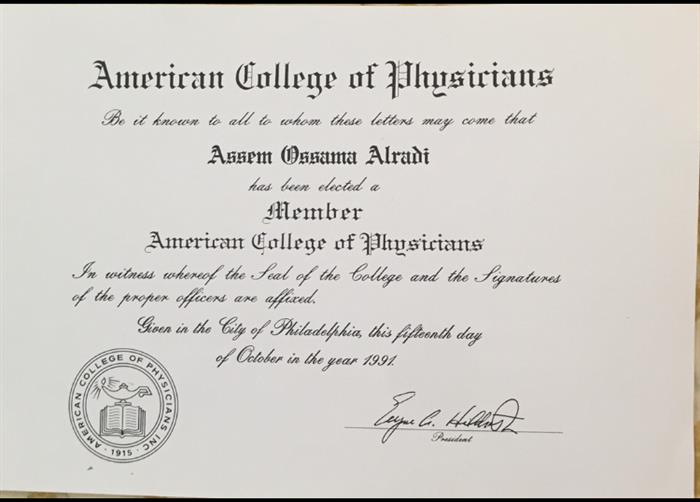 American College of Physicians
Be it known to all to whom these letters may come that
Assem Ossama Alradi
has been elected a
Member
American College of Physicians
In witness whereof the Seal of the College and the Signatures
of the proper officers are affixed.
Given in the City of Philadelphia, this fifteenth day
of October in the year 1991.
AMERICAN COLLEGE OF PHYSICIANS INC
1915
President